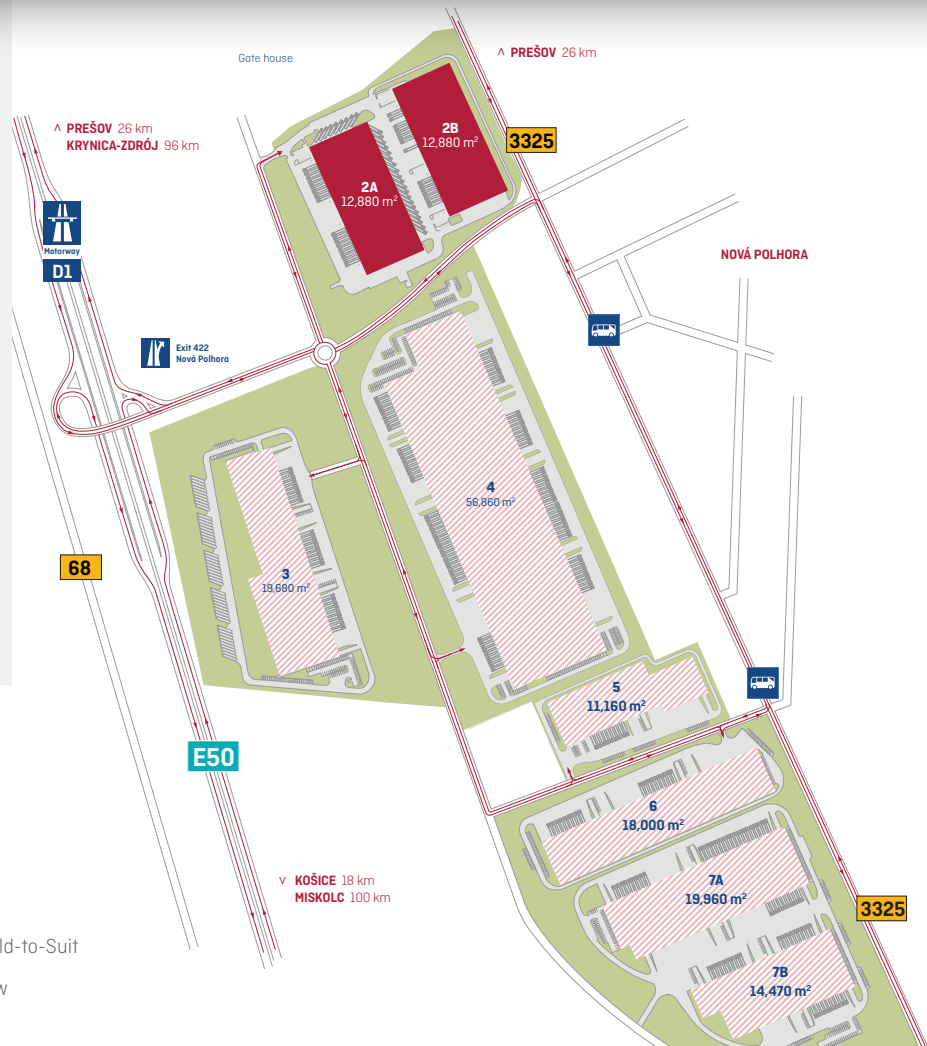 Gate house
^ PREŠOV 26 km
^ PREŠOV 26 km
KRYNICA-ZDRÓJ 96 km
2B
12,880 m²
3325
2A
12,880 m²
Motorway
D1
NOVÁ POLHORA
Exit 422
Nová Polhora
4
56,860 m²
68
3
19,680 m²
5
11,160 m²
E50
6
18,000 m²
v KOŠICE 18 km
MISKOLC 100 km
7A
19,960 m²
3325
ld-to-Suit
7B
14,470 m²
w